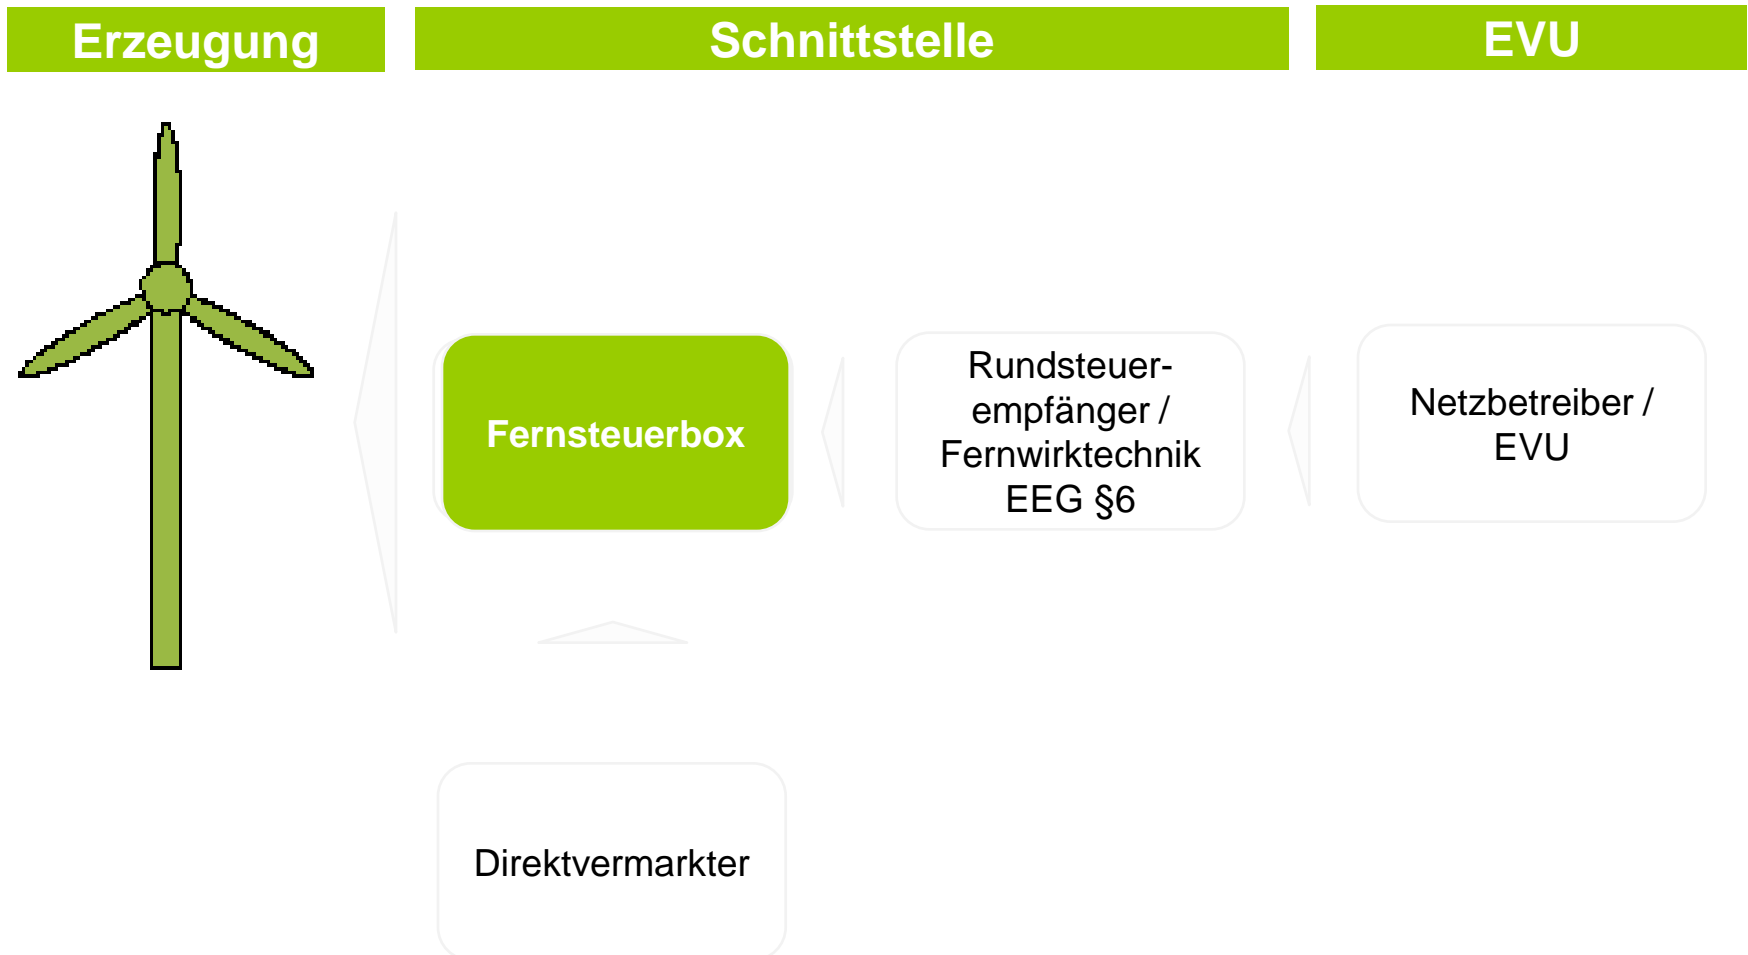 Erzeugung
Schnittstelle
EVU
Fernsteuerbox
Rundsteuer-
empfänger /
Fernwirktechnik
EEG §6
Netzbetreiber /
EVU
Direktvermarkter